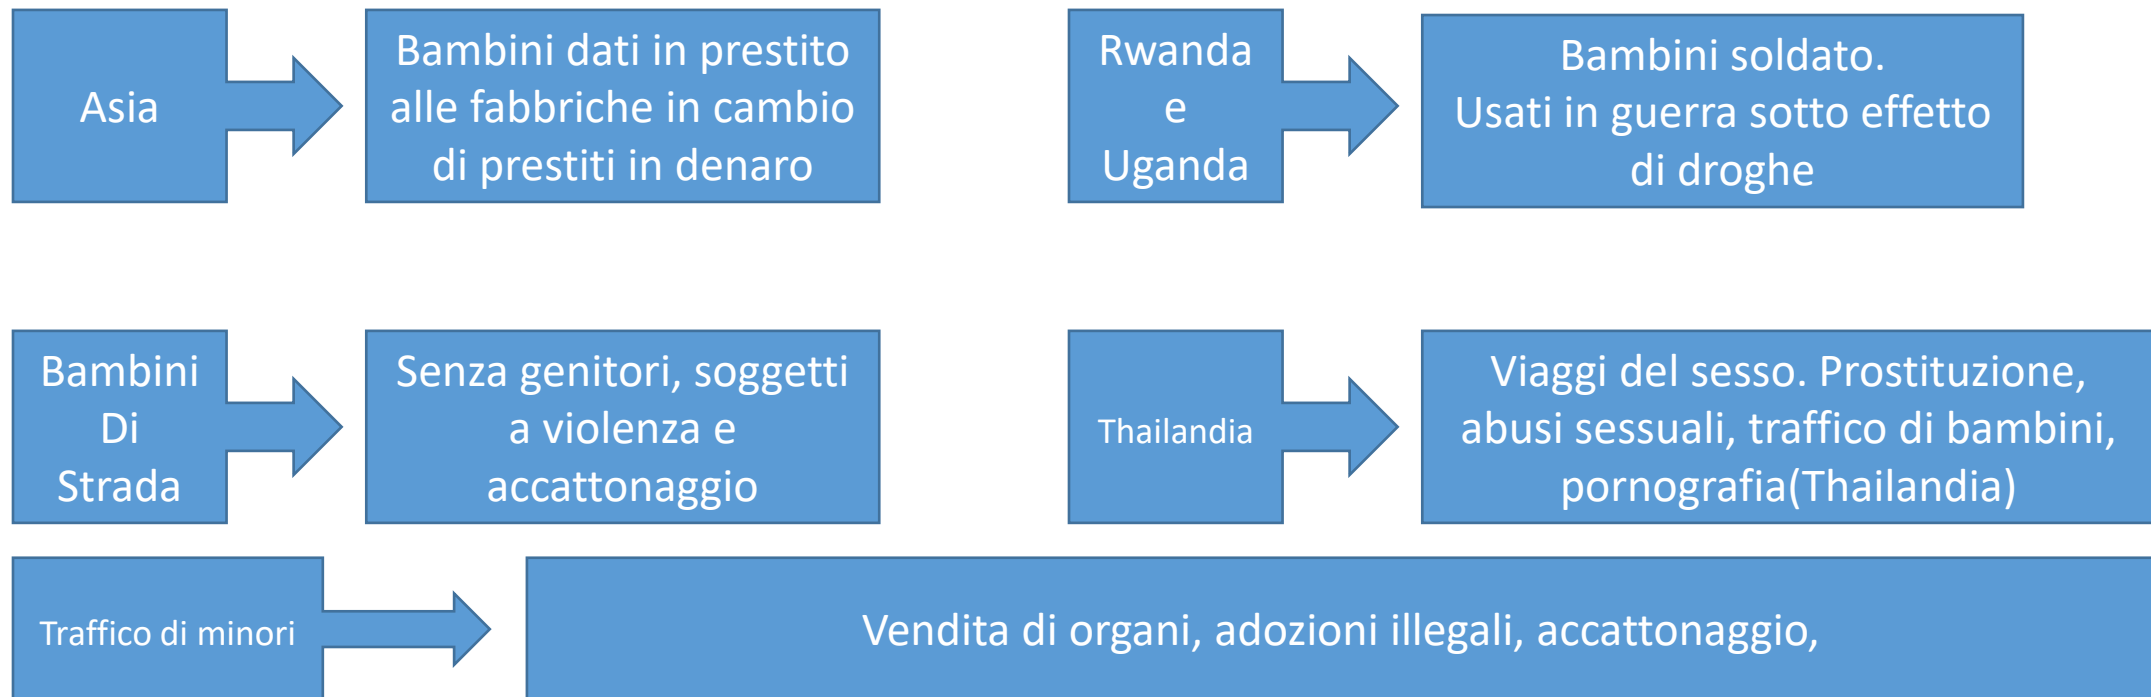 Asia
Bambini dati in prestito
alle fabbriche in cambio
di prestiti in denaro
Rwanda
e
Uganda
Bambini soldato.
Usati in guerra sotto effetto
di droghe
Bambini
Di
Strada
Senza genitori, soggetti
a violenza e
accattonaggio
Thailandia
Viaggi del sesso. Prostituzione,
abusi sessuali, traffico di bambini,
pornografia(Thailandia)
Traffico di minori
Vendita di organi, adozioni illegali, accattonaggio,